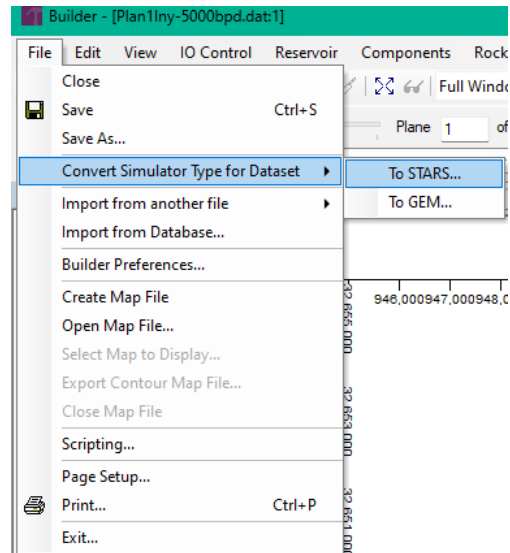 Builder - [Plan1Iny-5000bpd.dat:1]
File Edit View IO Control Reservoir Components Rock
Close
Full Windo
Save Ctrl+S
Plane 1 of
Save As...
Convert Simulator Type for Dataset To STARS...
Import from another file To GEM...
Import from Database...
Builder Preferences...
Create Map File
946,000947,000948,0
Open Map File...
-32,655,000
Select Map to Display...
Export Contour Map File...
-32,653,000
Close Map File
Scripting...
Page Setup...
Print... Ctrl+P
-32,651,000
Exit...